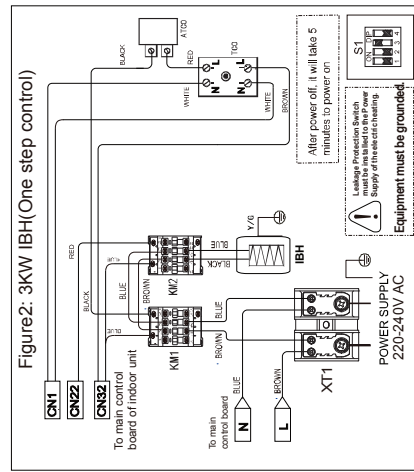 Figure2: 3KW IBH(One step control)
CN1
CN22
CN32
To main control
board of indoor unit
BLACK
ATCO
RED
TCO
WHITE
L
L
N
N
WHITE
BROWN
RED
BLACK
BLUE
BLUE
BROWN
BLUE
KM1
KM2
BLUE
BLACK
Y/G
IBH
BROWN
BLUE
To main
control board
N
BLUE
L
BROWN
XT1
POWER SUPPLY
220-240V AC
After power off, it will take 5
minutes to power on
Leakage Protection Switch
must be installed to the Power
Supply of the electric heating.
Equipment must be grounded.
S1
ON DIP
1 2 3 4